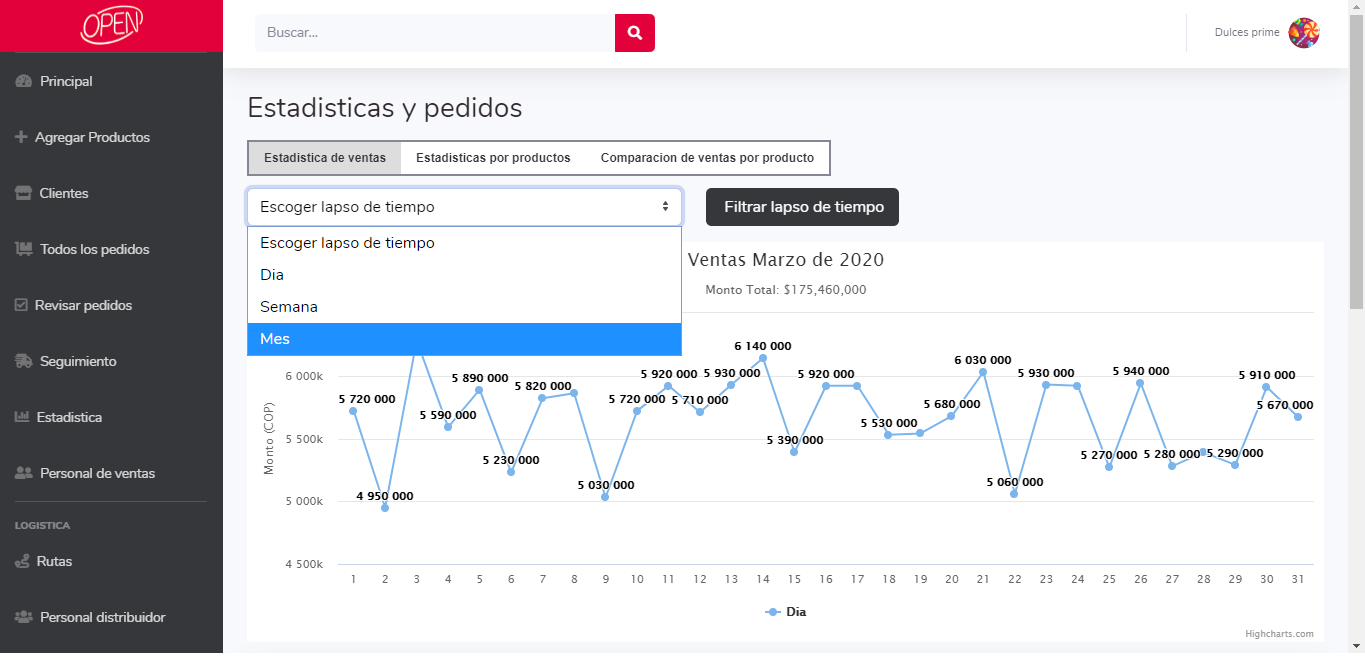 OPEN
Buscar...
Dulces prime
Principal
Agregar Productos
Clientes
Todos los pedidos
Revisar pedidos
Seguimiento
Estadistica
Personal de ventas
LOGISTICA
Rutas
Personal distribuidor
Estadisticas y pedidos
Estadistica de ventas Estadisticas por productos Comparacion de ventas por producto
Escoger lapso de tiempo
Filtrar lapso de tiempo
Escoger lapso de tiempo
Dia
Semana
Mes
Ventas Marzo de 2020
Monto Total: $175,460,000
Monto (COP)
6 000k
5 500k
5 000k
4 500k
5 720 000
4 950 000
5 590 000
5 890 000
5 230 000
5 820 000
5 030 000
5 720 000
5 920 000
5 710 000
5 930 000
6 140 000
5 390 000
5 920 000
5 530 000
5 680 000
6 030 000
5 060 000
5 930 000
5 270 000
5 940 000
5 280 000
5 290 000
5 910 000
5 670 000
1 2 3 4 5 6 7 8 9 10 11 12 13 14 15 16 17 18 19 20 21 22 23 24 25 26 27 28 29 30 31
Dia
Highcharts.com